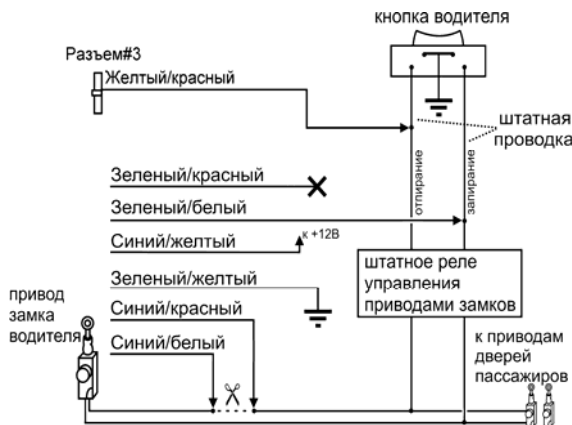 кнопка водителя
Разъем#3
Желтый/красный
штатная
проводка
отпирание
запирание
Зеленый/красный
Зеленый/белый
Синий/желтый
к +12В
штатное реле
управления
приводами замков
Зеленый/желтый
привод
замка
водителя
Синий/красный
Синий/белый
к приводам
дверей
пассажиров